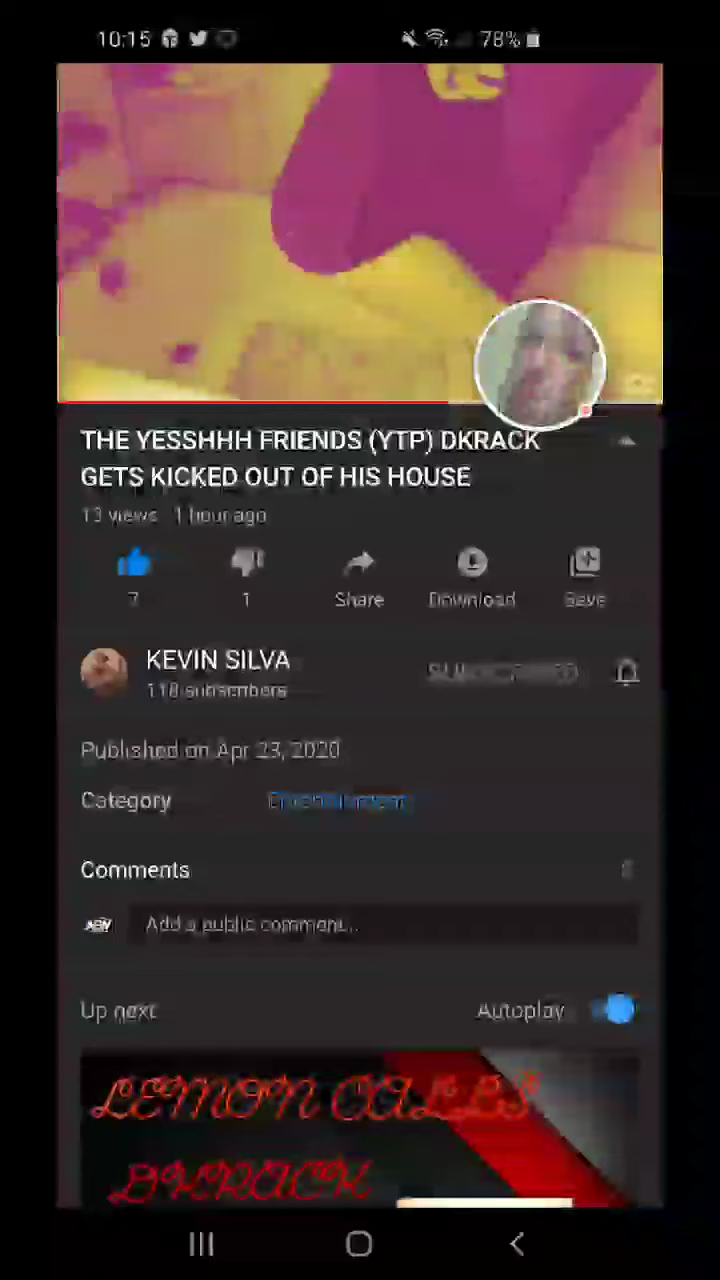 10:15
78%
THE YESSHHH FRIENDS (YTP) DKRACK
GETS KICKED OUT OF HIS HOUSE
13 views 1 hour ago
7
1
Share
Download
Save
KEVIN SILVA
SUBSCRIBED
118 subscribers
Published on Apr 23, 2020
Category
Entertainment
Comments
Add a public comment...
Up next
Autoplay
LEMON CALLS
DKRACK